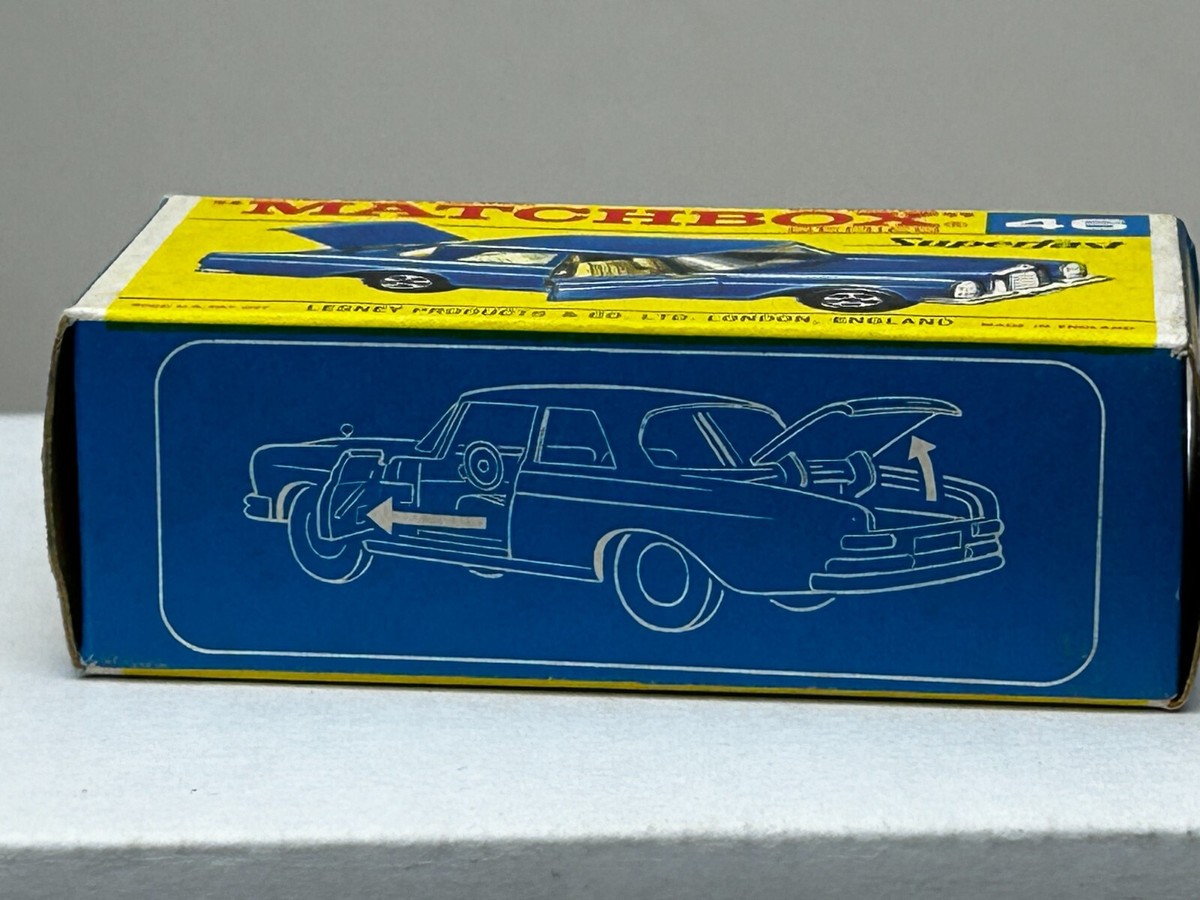 "MATCHBOX"® 46
Superfast
LESNEY PRODUCTS & CO. LTD. LONDON, ENGLAND
MADE IN ENGLAND